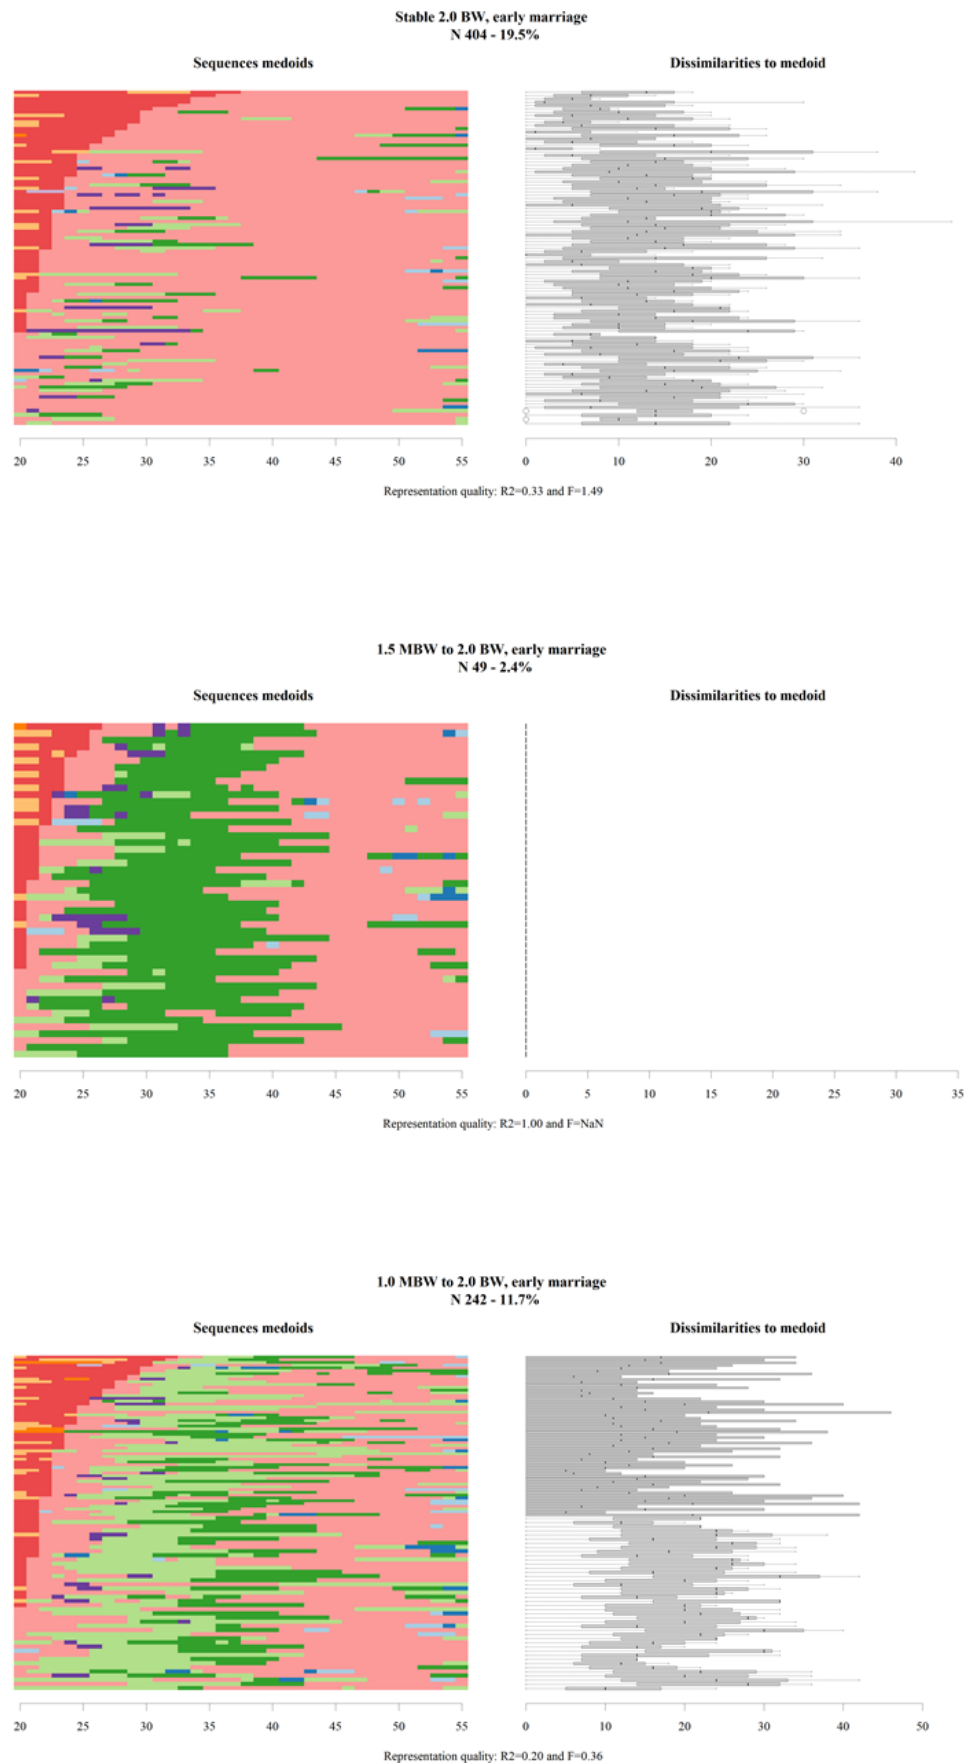 Stable 2.0 BW, early marriage
N 404 - 19.5%
Sequences medoids
Dissimilarities to medoid
20 25 30 35 40 45 50 55
0 10 20 30 40
Representation quality: R2=0.33 and F=1.49
1.5 MBW to 2.0 BW, early marriage
N 49 - 2.4%
Sequences medoids
Dissimilarities to medoid
20 25 30 35 40 45 50 55
0 5 10 15 20 25 30 35
Representation quality: R2=1.00 and F=NaN
1.0 MBW to 2.0 BW, early marriage
N 242 - 11.7%
Sequences medoids
Dissimilarities to medoid
20 25 30 35 40 45 50 55
0 10 20 30 40 50
Representation quality: R2=0.20 and F=0.36